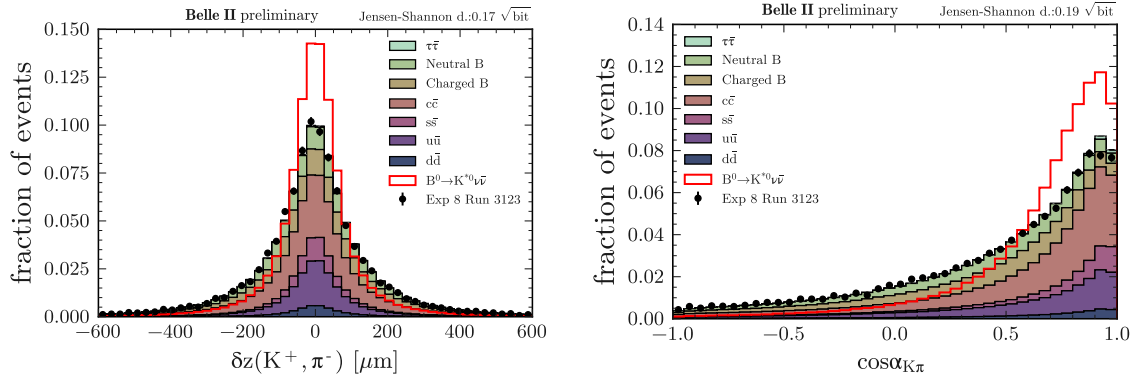 Belle II preliminary Jensen-Shannon d.:0.17 √bit
fraction of events
0.150
0.125
0.100
0.075
0.050
0.025
0.000
ττ̄
Neutral B
Charged B
cc̄
ss̄
uū
dd̄
B⁰→K*⁰νν̄
Exp 8 Run 3123
−600 −400 −200 0 200 400 600
δz(K⁺, π⁻) [μm]
Belle II preliminary Jensen-Shannon d.:0.19 √bit
fraction of events
0.14
0.12
0.10
0.08
0.06
0.04
0.02
0.00
ττ̄
Neutral B
Charged B
cc̄
ss̄
uū
dd̄
B⁰→K*⁰νν̄
Exp 8 Run 3123
−1.0 −0.5 0.0 0.5 1.0
cosα_Kπ